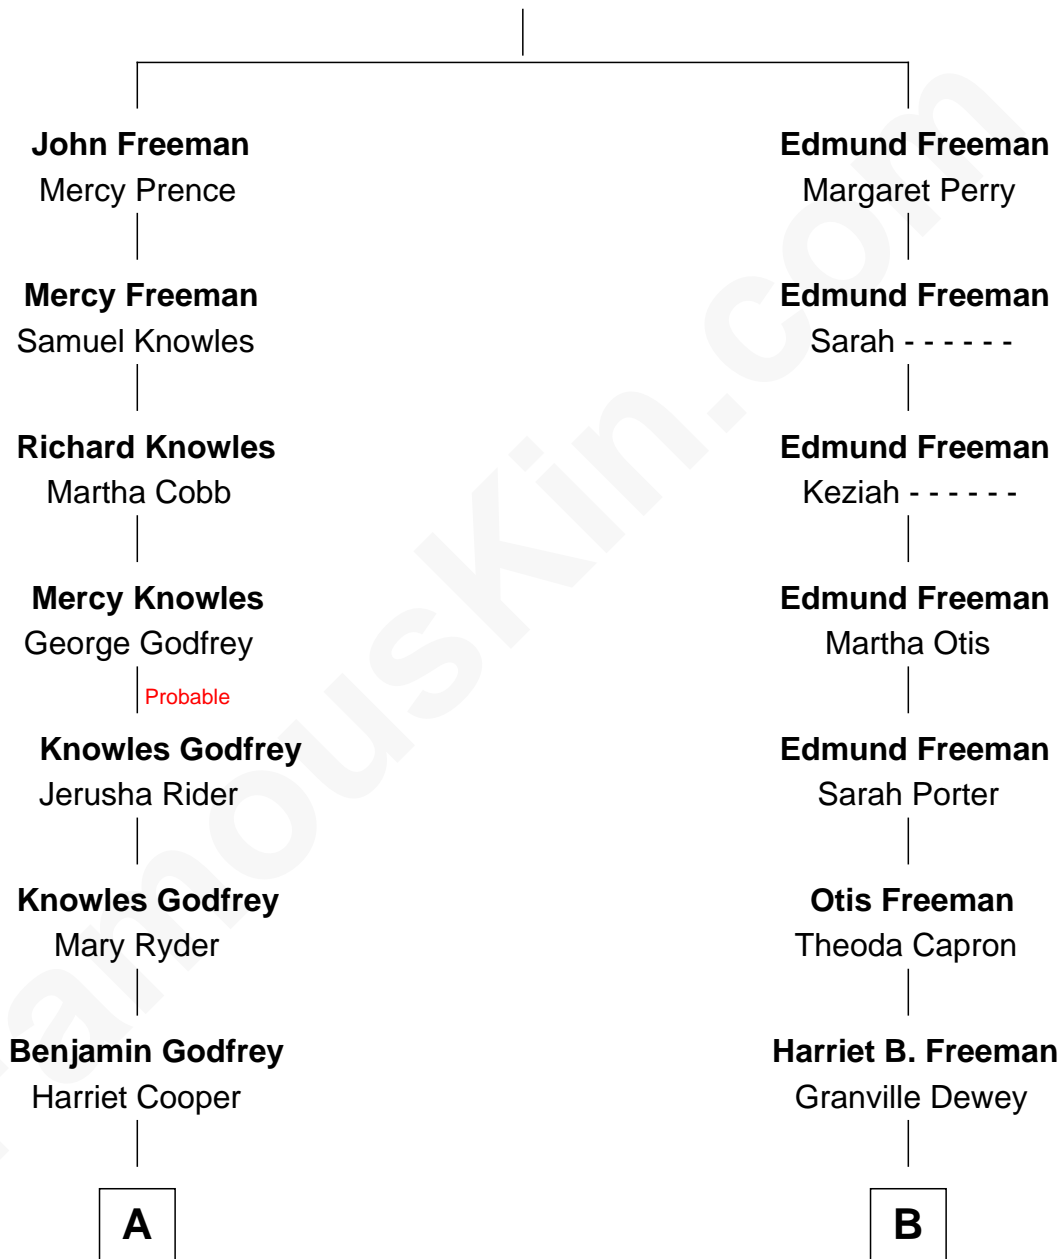 John Freeman
Mercy Prence
Mercy Freeman
Samuel Knowles
Richard Knowles
Martha Cobb
Mercy Knowles
George Godfrey
Probable
Knowles Godfrey
Jerusha Rider
Knowles Godfrey
Mary Ryder
Benjamin Godfrey
Harriet Cooper
A
Edmund Freeman
Margaret Perry
Edmund Freeman
Sarah - - - - - -
Edmund Freeman
Keziah - - - - - -
Edmund Freeman
Martha Otis
Edmund Freeman
Sarah Porter
Otis Freeman
Theoda Capron
Harriet B. Freeman
Granville Dewey
B
FamousKin.com